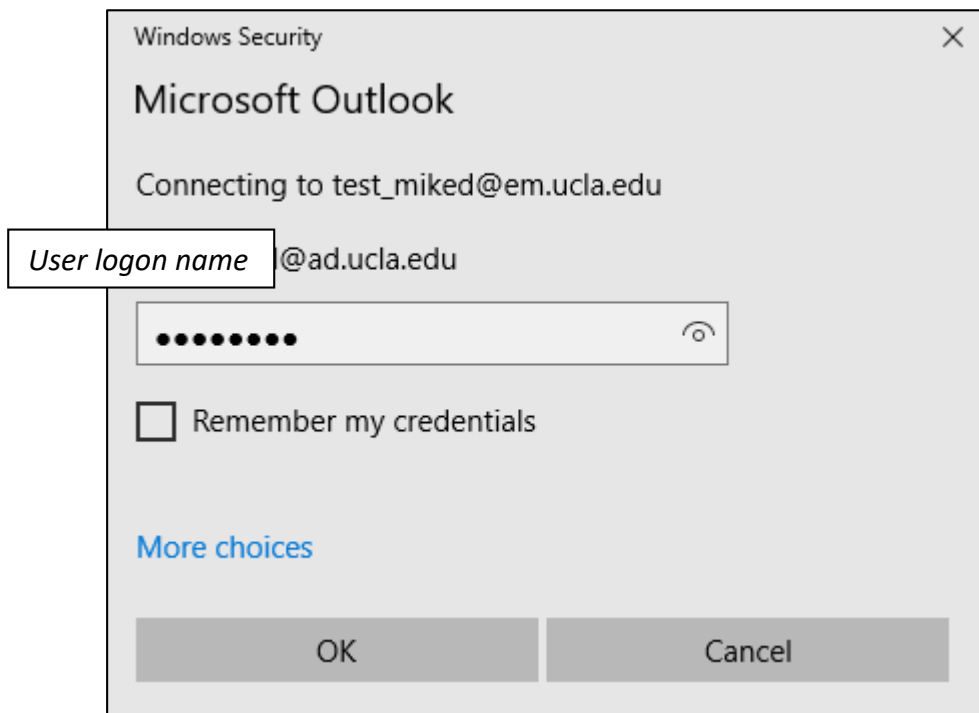 Windows Security
Microsoft Outlook
Connecting to test_miked@em.ucla.edu
User logon name @ad.ucla.edu
Remember my credentials
More choices
OK Cancel